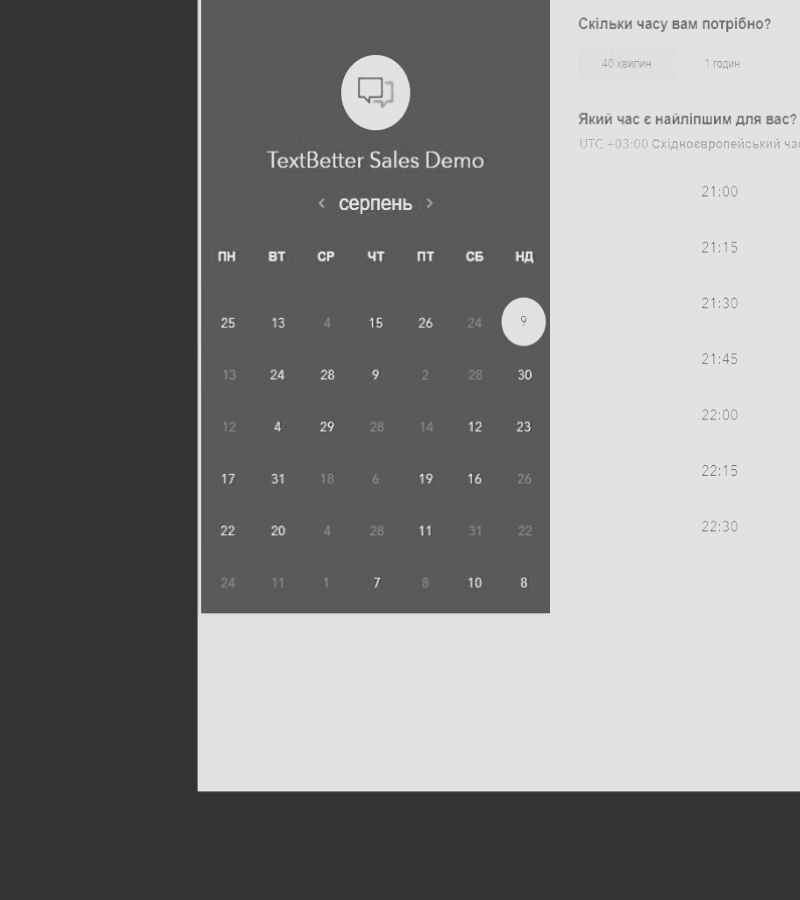 TextBetter Sales Demo
серпень
ПН ВТ СР ЧТ ПТ СБ НД
25 13 4 15 26 24 9
13 24 28 9 2 28 30
12 4 29 28 14 12 23
17 31 18 6 19 16 26
22 20 4 28 11 31 22
24 11 1 7 8 10 8
Скільки часу вам потрібно?
40 хвилин 1 годин
Який час є найліпшим для вас?
UTC +03:00 Східноєвропейський час
21:00
21:15
21:30
21:45
22:00
22:15
22:30